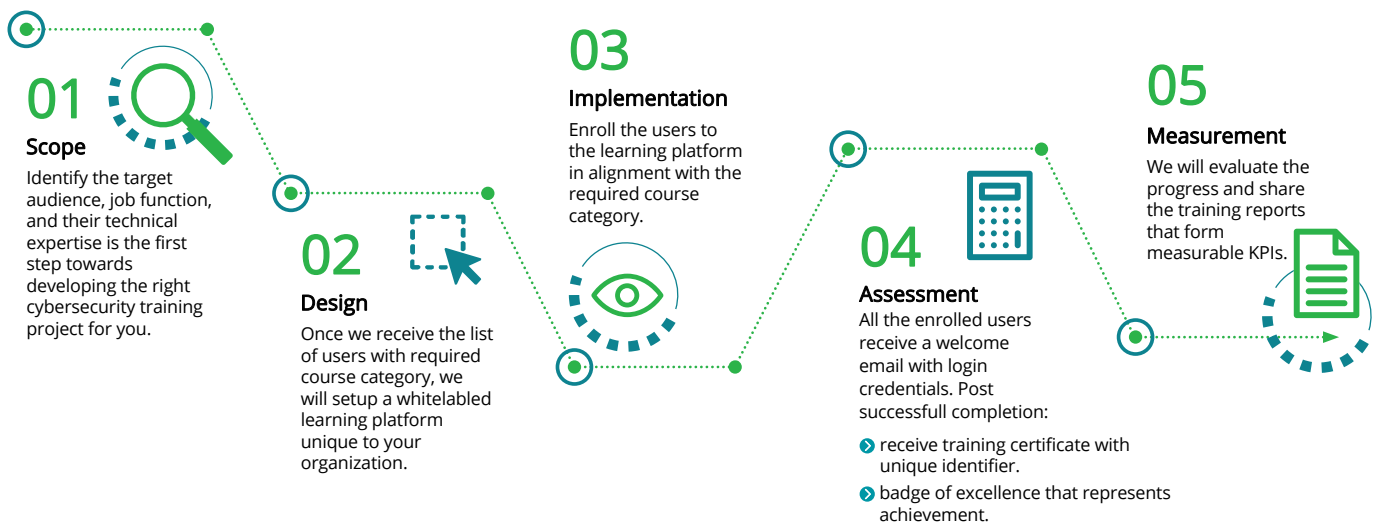 01
Scope
Identify the target
audience, job function,
and their technical
expertise is the first
step towards
developing the right
cybersecurity training
project for you.
02
Design
Once we receive the list
of users with required
course category, we
will setup a whitelabled
learning platform
unique to your
organization.
03
Implementation
Enroll the users to
the learning platform
in alignment with the
required course
category.
04
Assessment
All the enrolled users
receive a welcome
email with login
credentials. Post
successfull completion:
receive training certificate with
unique identifier.
badge of excellence that represents
achievement.
05
Measurement
We will evaluate the
progress and share
the training reports
that form
measurable KPIs.